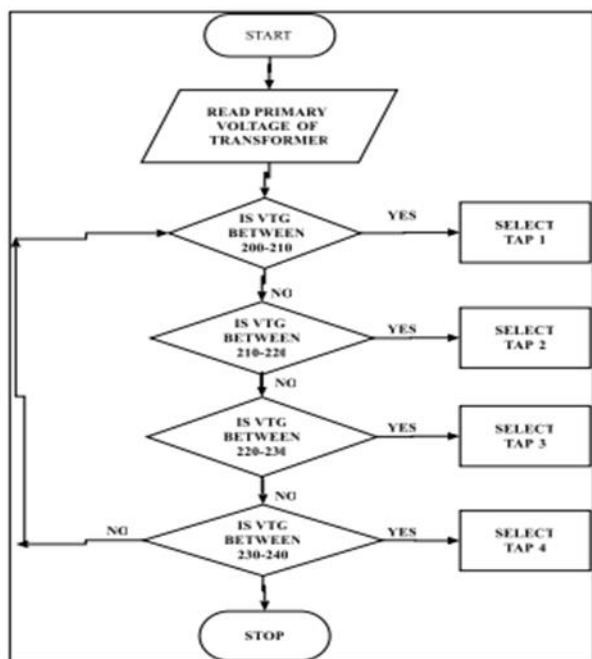 START
READ PRIMARY
VOLTAGE OF
TRANSFORMER
IS VTG
BETWEEN
200-210
YES
SELECT
TAP 1
NO
IS VTG
BETWEEN
210-220
YES
SELECT
TAP 2
NO
IS VTG
BETWEEN
220-230
YES
SELECT
TAP 3
NO
NO
IS VTG
BETWEEN
230-240
YES
SELECT
TAP 4
STOP